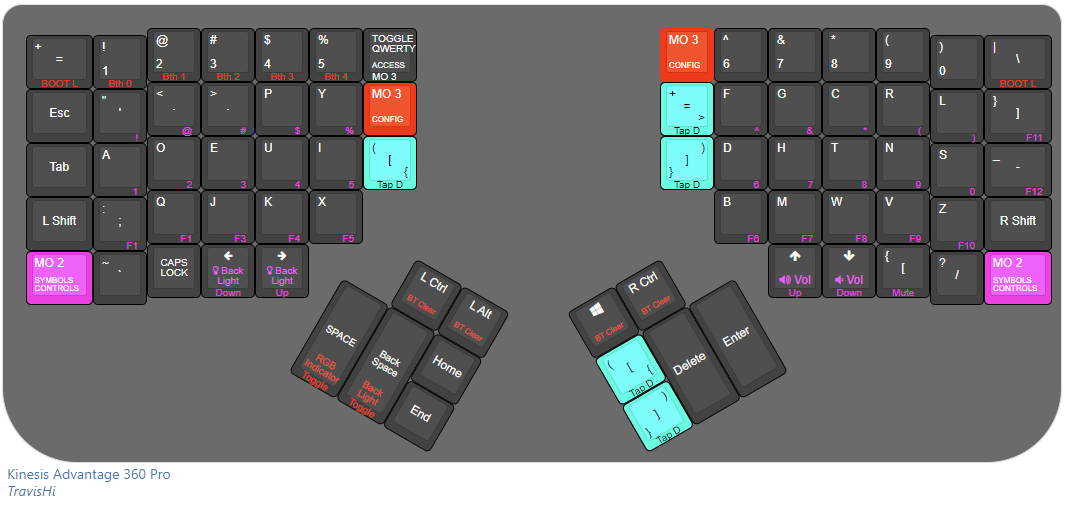 + =
BOOT L
! 1
Bth 0
@ 2
Bth 1
# 3
Bth 2
$ 4
Bth 3
% 5
Bth 4
TOGGLE
QWERTY
ACCESS
MO 3
MO 3
CONFIG
^ 6
& 7
* 8
( 9
) 0
| \
BOOT L
Esc
" '
!
< .
@
> .
#
P
$
Y
%
MO 3
CONFIG
+ = >
Tap D
F
^
G
&
C
*
R
(
L
)
} ]
F11
Tab
A
1
O
2
E
3
U
4
I
5
( [ {
Tap D
) ] }
Tap D
D
6
H
7
T
8
N
9
S
0
_ -
F12
L Shift
: ;
F1
Q
F1
J
F3
K
F4
X
F5
B
F6
M
F7
W
F8
V
F9
Z
F10
R Shift
MO 2
SYMBOLS
CONTROLS
~ `
CAPS
LOCK
←
Back
Light
Down
→
Back
Light
Up
↑
Vol
Up
↓
Vol
Down
{ [
Mute
? /
MO 2
SYMBOLS
CONTROLS
L Ctrl
BT Clear
L Alt
BT Clear
SPACE
RGB
Indicator
Toggle
Back
Space
Back
Light
Toggle
Home
End
BT Clear
R Ctrl
BT Clear
( [ {
Tap D
) ] }
Tap D
Delete
Enter
Kinesis Advantage 360 Pro
TravisHi